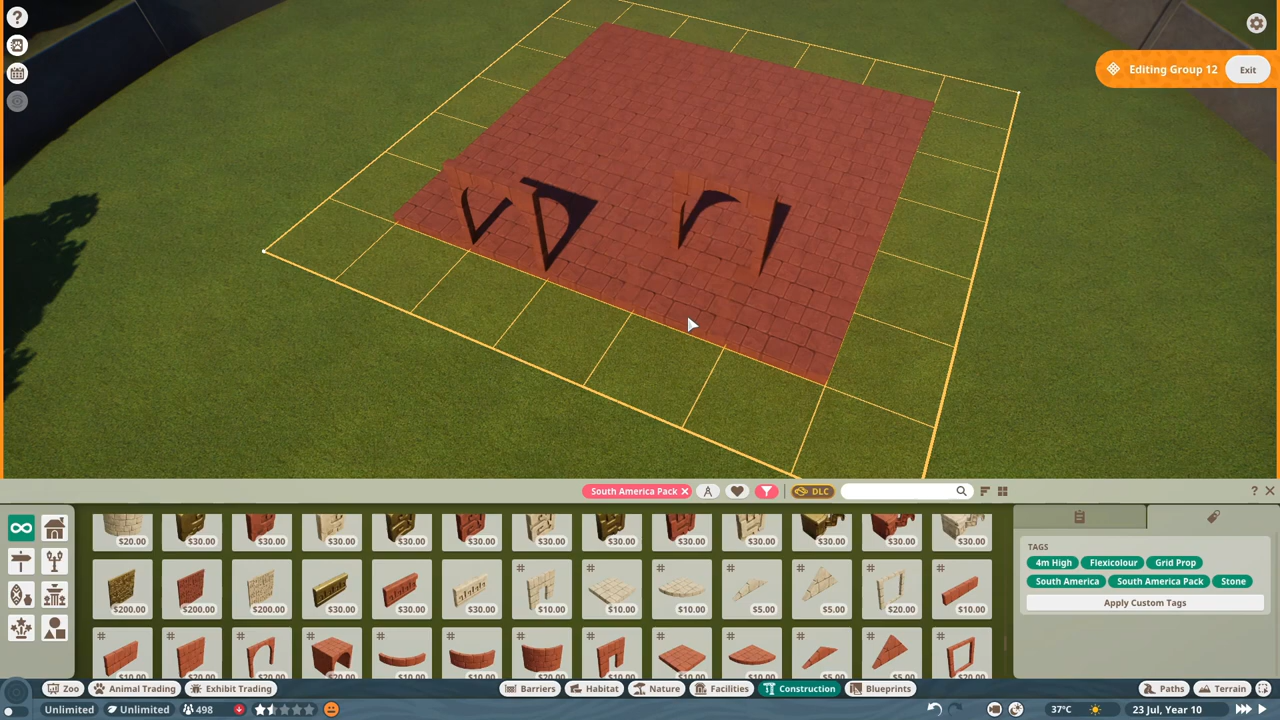 Editing Group 12
Exit
South America Pack
DLC
$20.00 $30.00 $30.00 $30.00 $30.00 $30.00 $30.00 $30.00 $30.00 $30.00 $30.00 $30.00 $30.00
TAGS
4m High Flexicolour Grid Prop
South America South America Pack Stone
Apply Custom Tags
$200.00 $200.00 $200.00 $30.00 $30.00 $30.00 $10.00 $10.00 $10.00 $5.00 $5.00 $20.00 $10.00
Zoo Animal Trading Exhibit Trading Barriers Habitat Nature Facilities Construction Blueprints Paths Terrain
Unlimited Unlimited 498 37°C 23 Jul, Year 10